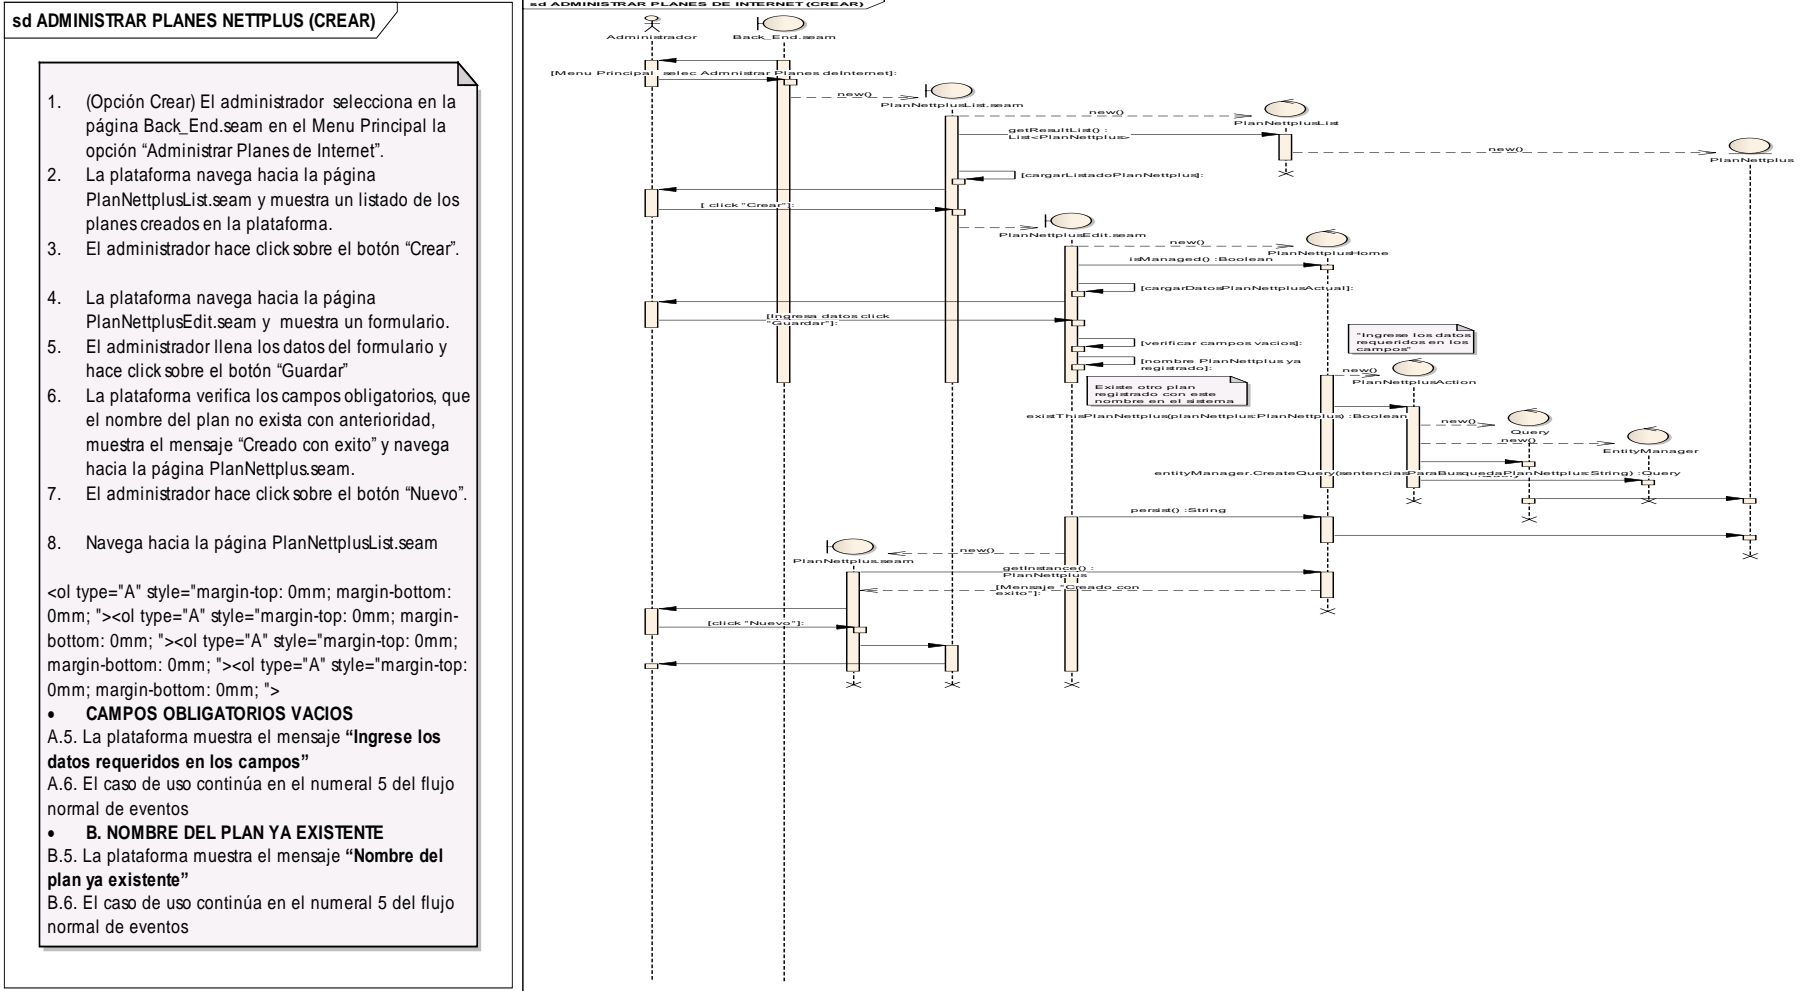 sd ADMINISTRAR PLANES NETTPLUS (CREAR)
1. (Opción Crear) El administrador selecciona en la
página Back_End.seam en el Menu Principal la
opción “Administrar Planes de Internet”.
2. La plataforma navega hacia la página
PlanNettplusList.seam y muestra un listado de los
planes creados en la plataforma.
3. El administrador hace click sobre el botón “Crear”.
4. La plataforma navega hacia la página
PlanNettplusEdit.seam y muestra un formulario.
5. El administrador llena los datos del formulario y
hace click sobre el botón “Guardar”
6. La plataforma verifica los campos obligatorios, que
el nombre del plan no exista con anterioridad,
muestra el mensaje “Creado con exito” y navega
hacia la página PlanNettplus.seam.
7. El administrador hace click sobre el botón “Nuevo”.
8. Navega hacia la página PlanNettplusList.seam
<ol type="A" style="margin-top: 0mm; margin-bottom:
0mm; "><ol type="A" style="margin-top: 0mm; margin-
bottom: 0mm; "><ol type="A" style="margin-top: 0mm;
margin-bottom: 0mm; "><ol type="A" style="margin-top:
0mm; margin-bottom: 0mm; ">
• CAMPOS OBLIGATORIOS VACIOS
A.5. La plataforma muestra el mensaje “Ingrese los
datos requeridos en los campos”
A.6. El caso de uso continúa en el numeral 5 del flujo
normal de eventos
• B. NOMBRE DEL PLAN YA EXISTENTE
B.5. La plataforma muestra el mensaje “Nombre del
plan ya existente”
B.6. El caso de uso continúa en el numeral 5 del flujo
normal de eventos
sd ADMINISTRAR PLANES DE INTERNET (CREAR)
Administrador
Back_End.seam
[Menu Principal selec Admnistrar Planes deInternet]:
new()
PlanNettplusList.seam
new()
PlanNettplusList
getResultList() :
List<PlanNettplus>
new()
PlanNettplus
[cargarListadoPlanNettplus]:
[ click "Crear"]:
PlanNettplusEdit.seam
new()
PlanNettplusHome
isManaged() :Boolean
[cargarDatosPlanNettplusActual]:
[Ingresa datos click
"Guardar"]:
[verificar campos vacios]:
"Ingrese los datos
requeridos en los
campos"
[nombre PlanNettplus ya
registrado]:
new()
PlanNettplusAction
Existe otro plan
registrado con este
nombre en el sistema
existThisPlanNettplus(planNettplus:PlanNettplus) :Boolean
new()
Query
new()
EntityManager
entityManager.CreateQuery(sentenciasParaBusquedaPlanNettplus:String) :Query
persist() :String
new()
PlanNettplus.seam
getInstance() :
PlanNettplus
[Mensaje "Creado con
exito"]:
[click "Nuevo"]: